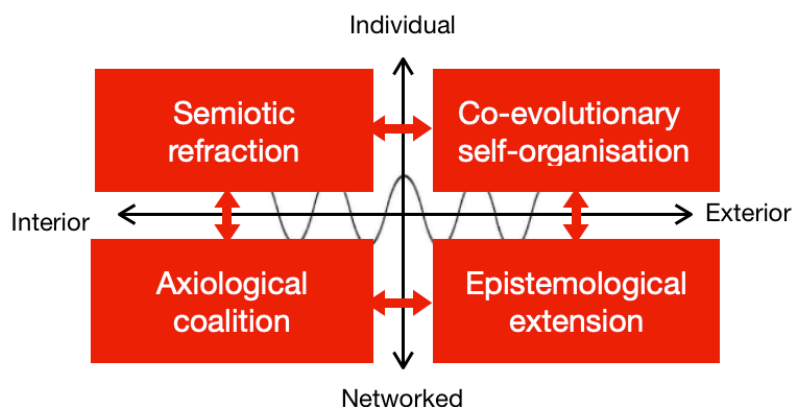 Individual
Semiotic
refraction
Co-evolutionary
self-organisation
Interior
Exterior
Axiological
coalition
Epistemological
extension
Networked